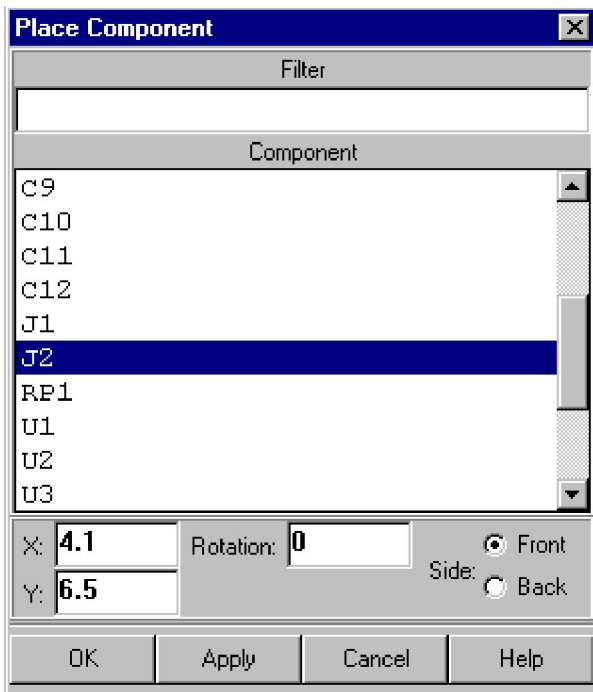 Place Component
Filter
Component
C9
C10
C11
C12
J1
J2
RP1
U1
U2
U3
X: 4.1 Rotation: 0 Front
Y: 6.5 Side: Back
OK Apply Cancel Help